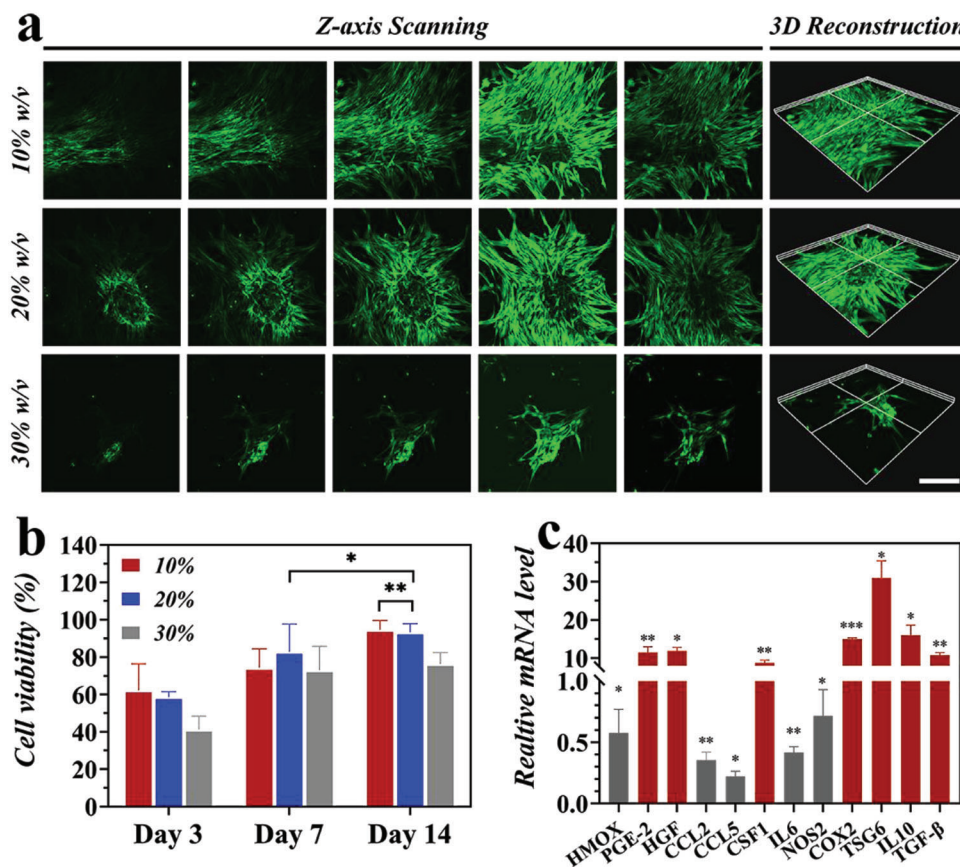 a
Z-axis Scanning
3D Reconstruction
10% w/v
20% w/v
30% w/v
b
Cell viability (%)
140
120
100
80
60
40
20
0
10%
20%
30%
*
**
Day 3
Day 7
Day 14
c
Realtive mRNA level
40
30
20
10
1.0
0.5
0.0
*
**
*
**
*
**
**
*
***
*
*
**
HMOX
PGE-2
HGF
CCL2
CCL5
CSF1
IL6
NOS2
COX2
TSG6
IL10
TGF-β